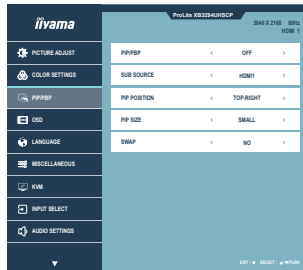 iiyama
ProLite XB3294UHSCP
3840 X 2160 60Hz
HDMI 1
PICTURE ADJUST
COLOR SETTINGS
PIP/PBP
OSD
LANGUAGE
MISCELLANEOUS
KVM
INPUT SELECT
AUDIO SETTINGS
PIP/PBP < OFF >
SUB SOURCE < HDMI1 >
PIP POSITION < TOP-RIGHT >
PIP SIZE < SMALL >
SWAP < NO >
EXIT : ◄ SELECT : ▲/▼/PUSH